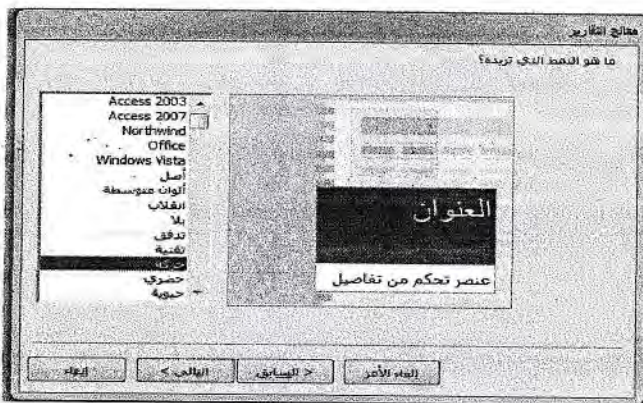 معالج التقارير
ما هو النمط الذي تريده؟
Access 2003
Access 2007
Northwind
Office
Windows Vista
أصل
ألوان متوسطة
انقلاب
بلا
تدفق
تقنية
حضري
حيوية
العنوان
عنصر تحكم من تفاصيل
إلغاء الأمر
< السابق
التالي >
إنهاء